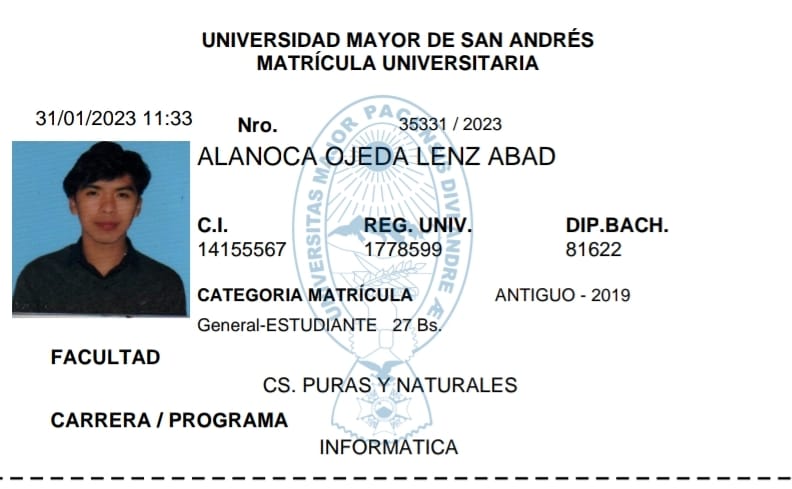 UNIVERSIDAD MAYOR DE SAN ANDRÉS
MATRÍCULA UNIVERSITARIA
31/01/2023 11:33 Nro. 35331 / 2023
ALANOCA OJEDA LENZ ABAD
C.I. REG. UNIV. DIP.BACH.
14155567 1778599 81622
CATEGORIA MATRÍCULA ANTIGUO - 2019
General-ESTUDIANTE 27 Bs.
FACULTAD
CS. PURAS Y NATURALES
CARRERA / PROGRAMA
INFORMATICA
UNIVERSITAS MAJOR PACENSIS DIVI ANDRE Æ